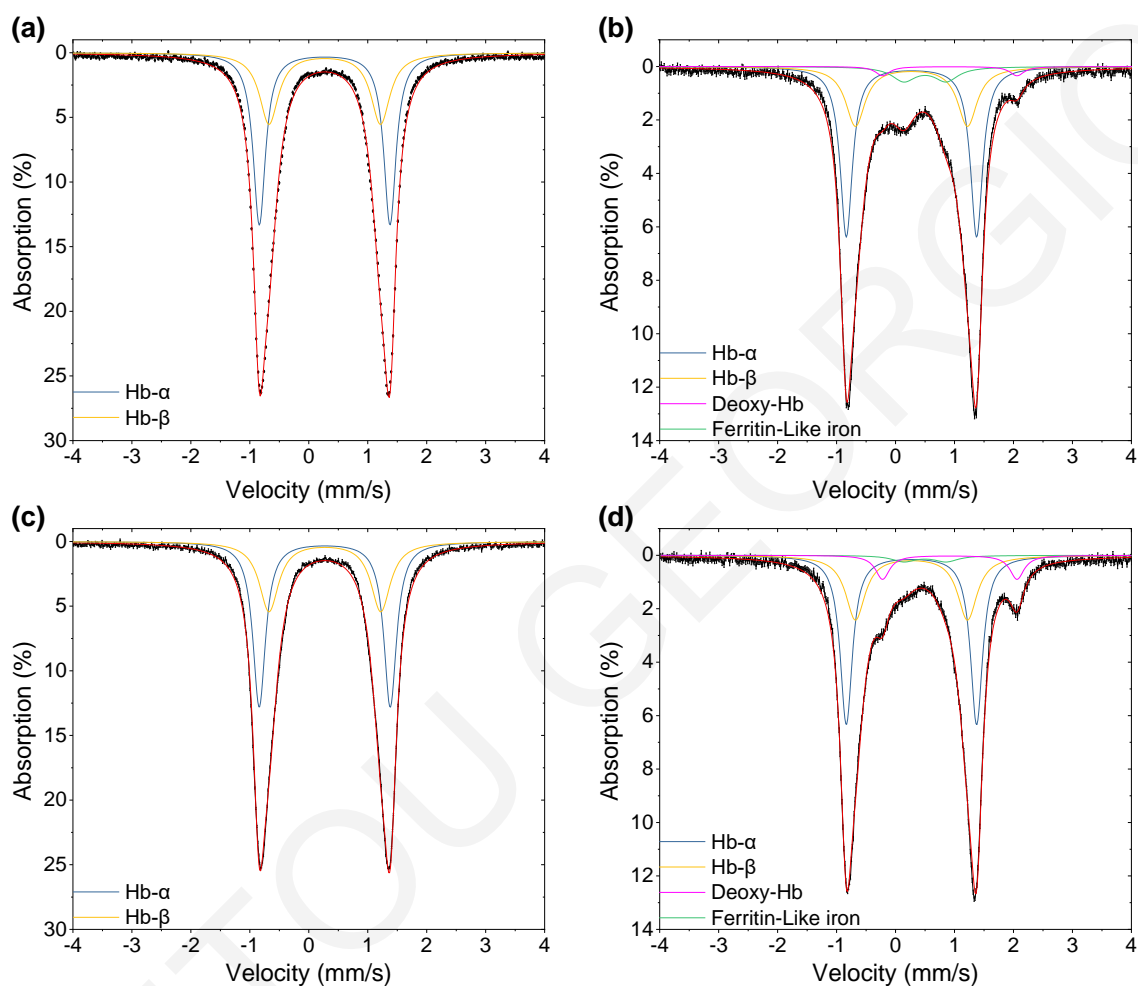 (a)
0
5
10
15
20
25
30
Absorption (%)
Hb-α
Hb-β
-4 -3 -2 -1 0 1 2 3 4
Velocity (mm/s)
(b)
0
2
4
6
8
10
12
14
Absorption (%)
Hb-α
Hb-β
Deoxy-Hb
Ferritin-Like iron
-4 -3 -2 -1 0 1 2 3 4
Velocity (mm/s)
(c)
0
5
10
15
20
25
30
Absorption (%)
Hb-α
Hb-β
-4 -3 -2 -1 0 1 2 3 4
Velocity (mm/s)
(d)
0
2
4
6
8
10
12
14
Absorption (%)
Hb-α
Hb-β
Deoxy-Hb
Ferritin-Like iron
-4 -3 -2 -1 0 1 2 3 4
Velocity (mm/s)
TOU GEORGIO